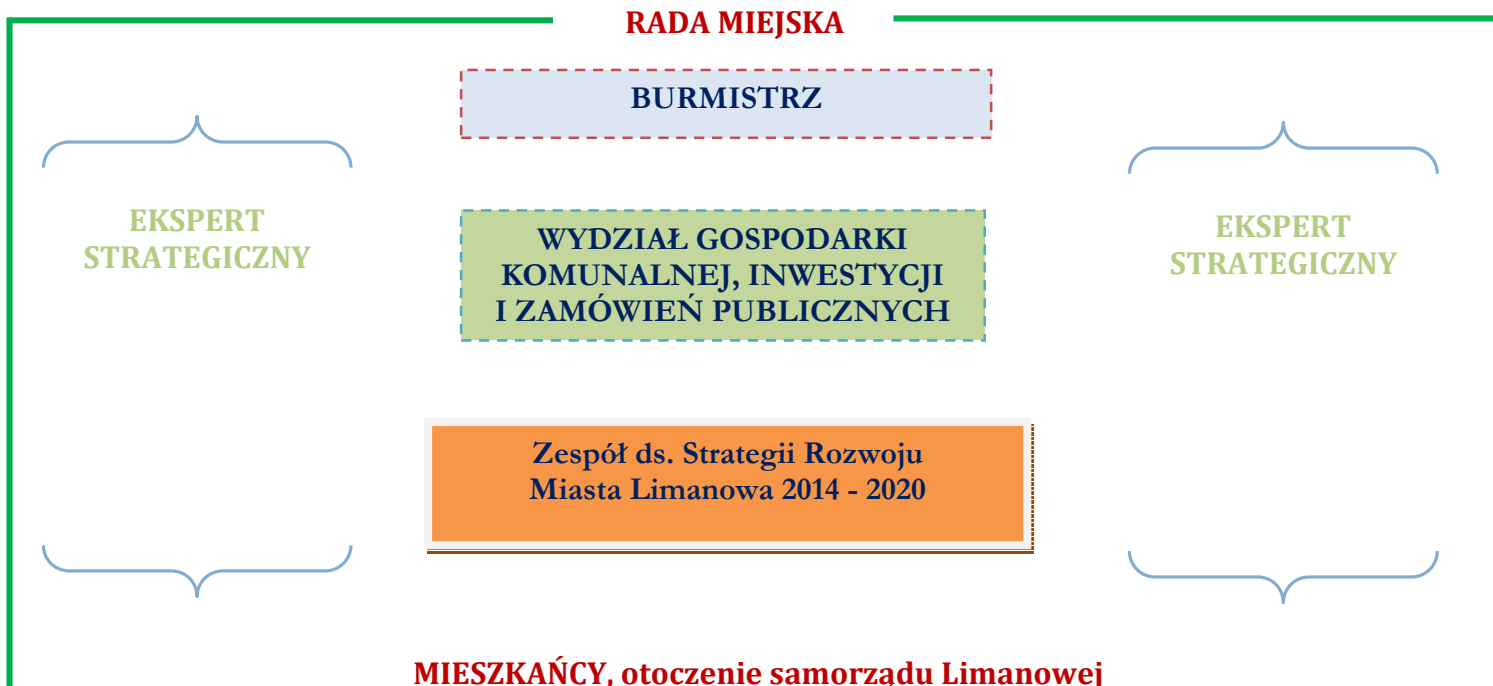 RADA MIEJSKA
BURMISTRZ
EKSPERT
STRATEGICZNY
WYDZIAŁ GOSPODARKI
KOMUNALNEJ, INWESTYCJI
I ZAMÓWIEŃ PUBLICZNYCH
EKSPERT
STRATEGICZNY
Zespół ds. Strategii Rozwoju
Miasta Limanowa 2014 - 2020
MIESZKAŃCY, otoczenie samorządu Limanowej